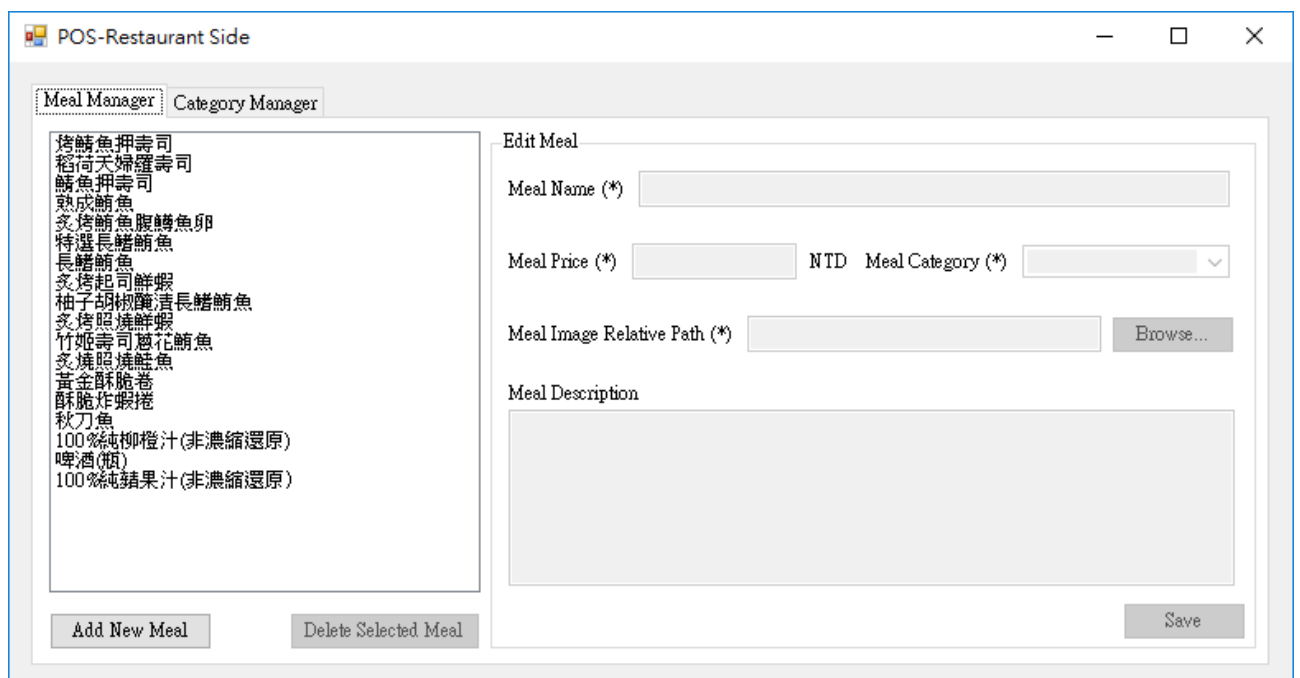 POS-Restaurant Side
Meal Manager
Category Manager
烤鯖魚押壽司
稻荷天婦羅壽司
鯖魚押壽司
熟成鮪魚
炙烤鮪魚腹鱒魚卵
特選長鰭鮪魚
長鰭鮪魚
炙烤起司鮮蝦
柚子胡椒醃漬長鰭鮪魚
炙烤照燒鮮蝦
竹姬壽司蔥花鮪魚
炙燒照燒鮭魚
黃金酥脆卷
酥脆炸蝦捲
秋刀魚
100%純柳橙汁(非濃縮還原)
啤酒(瓶)
100%純蘋果汁(非濃縮還原)
Add New Meal
Delete Selected Meal
Edit Meal
Meal Name (*)
Meal Price (*)
NTD
Meal Category (*)
Meal Image Relative Path (*)
Browse...
Meal Description
Save